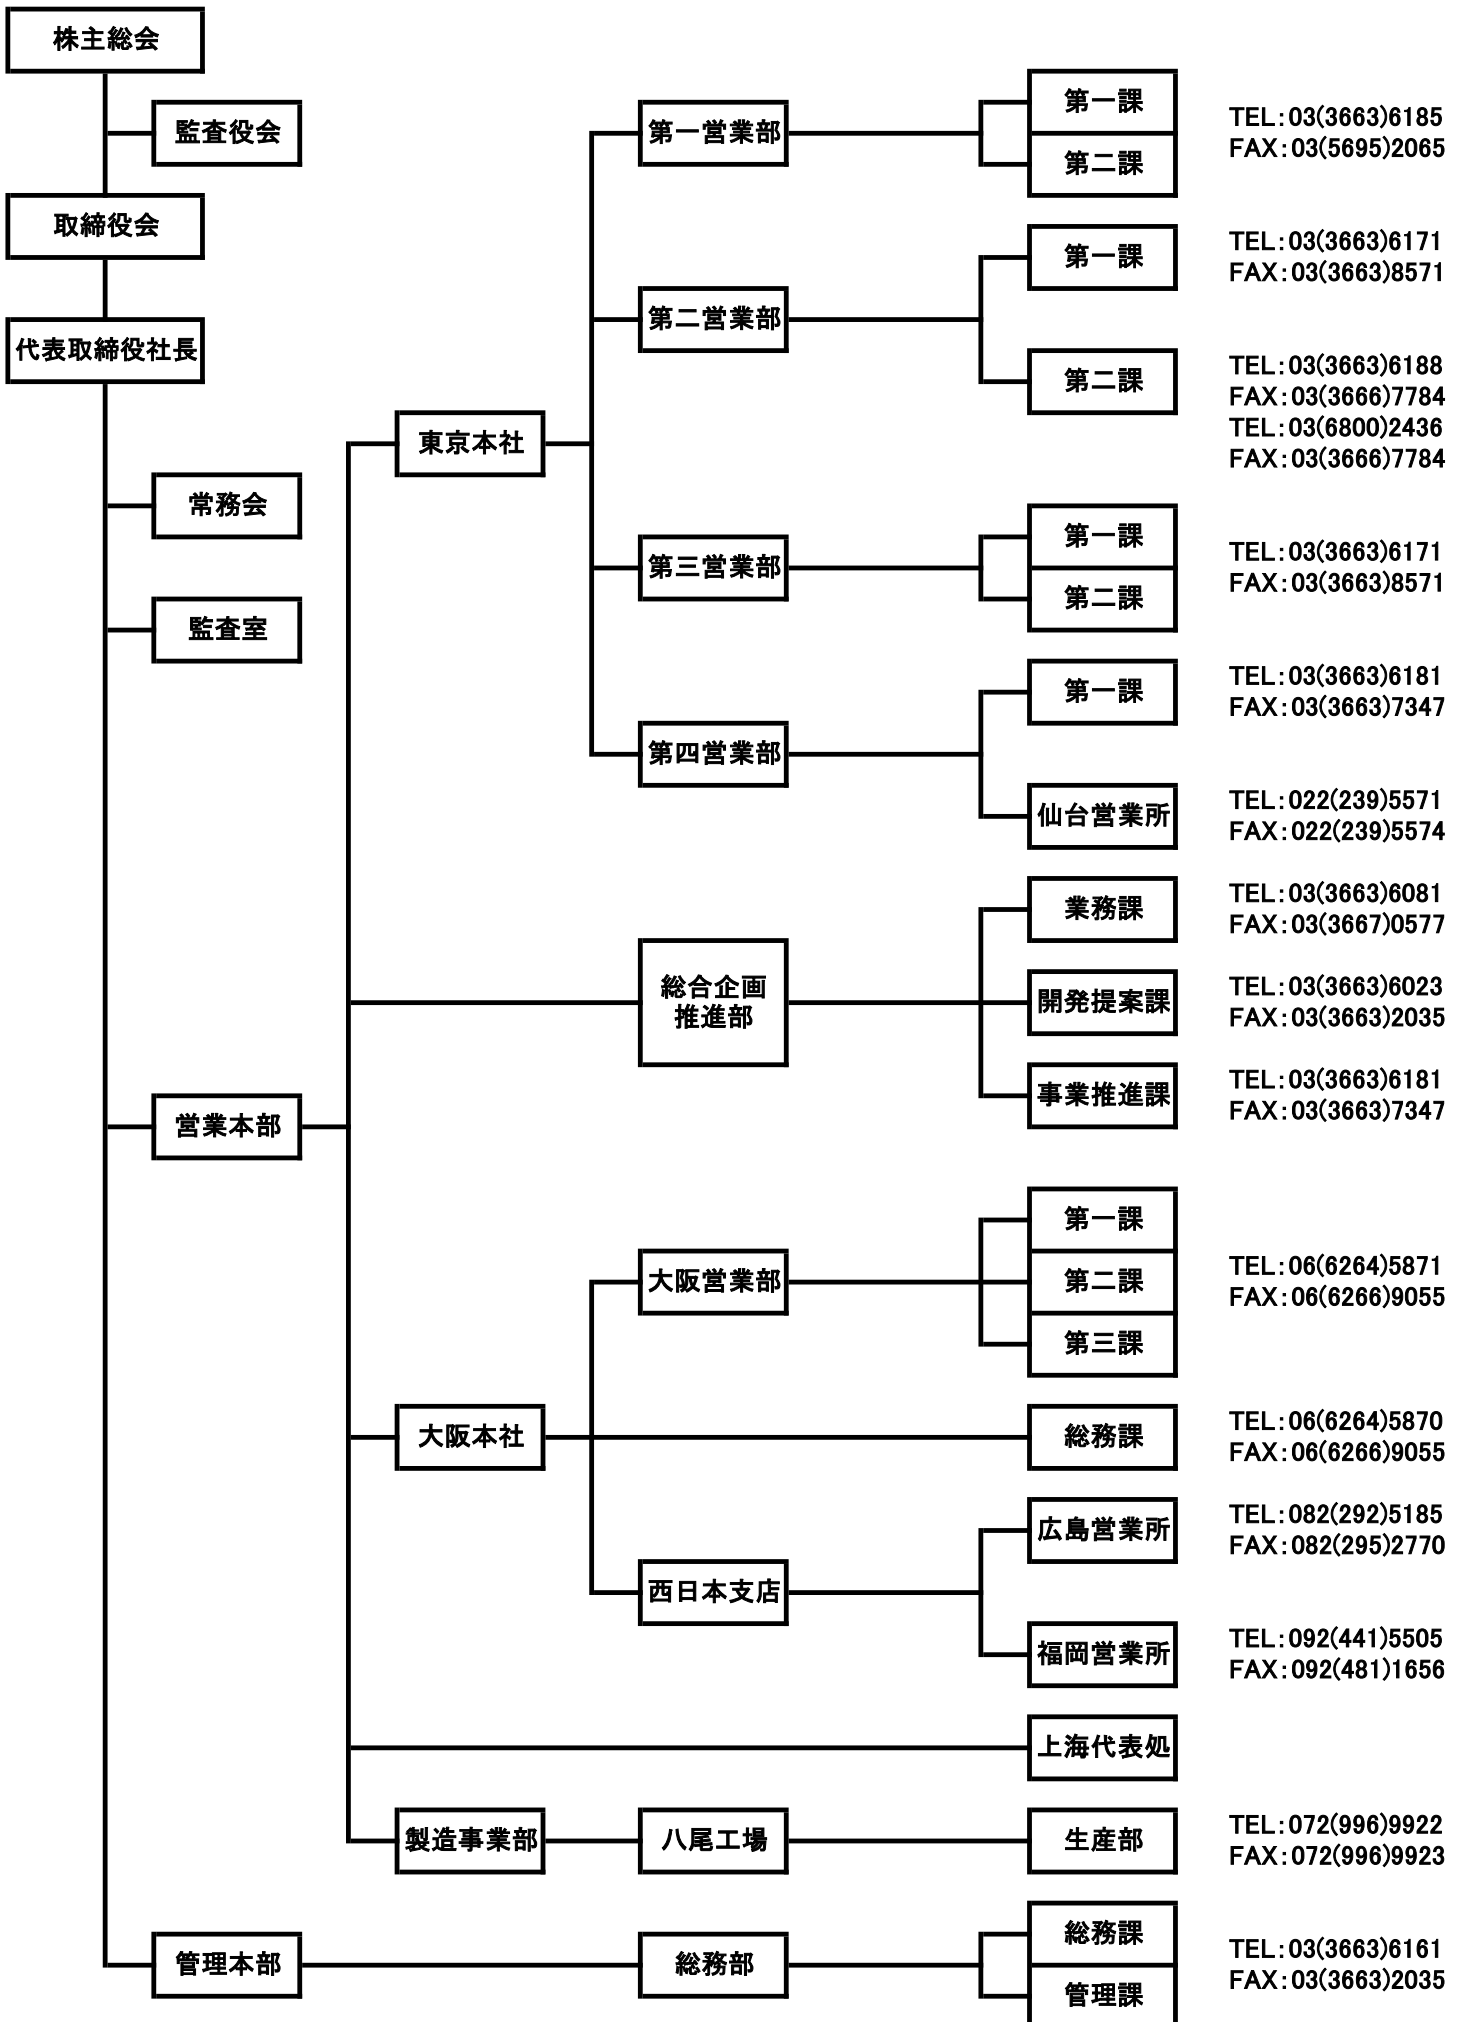 株主総会
監査役会
取締役会
代表取締役社長
常務会
監査室
営業本部
東京本社
第一営業部
第一課
第二課
TEL:03(3663)6185
FAX:03(5695)2065
第二営業部
第一課
TEL:03(3663)6171
FAX:03(3663)8571
第二課
TEL:03(3663)6188
FAX:03(3666)7784
TEL:03(6800)2436
FAX:03(3666)7784
第三営業部
第一課
第二課
TEL:03(3663)6171
FAX:03(3663)8571
第四営業部
第一課
TEL:03(3663)6181
FAX:03(3663)7347
仙台営業所
TEL:022(239)5571
FAX:022(239)5574
総合企画
推進部
業務課
TEL:03(3663)6081
FAX:03(3667)0577
開発提案課
TEL:03(3663)6023
FAX:03(3663)2035
事業推進課
TEL:03(3663)6181
FAX:03(3663)7347
大阪本社
大阪営業部
第一課
第二課
第三課
TEL:06(6264)5871
FAX:06(6266)9055
総務課
TEL:06(6264)5870
FAX:06(6266)9055
西日本支店
広島営業所
TEL:082(292)5185
FAX:082(295)2770
福岡営業所
TEL:092(441)5505
FAX:092(481)1656
上海代表処
製造事業部
八尾工場
生産部
TEL:072(996)9922
FAX:072(996)9923
管理本部
総務部
総務課
管理課
TEL:03(3663)6161
FAX:03(3663)2035